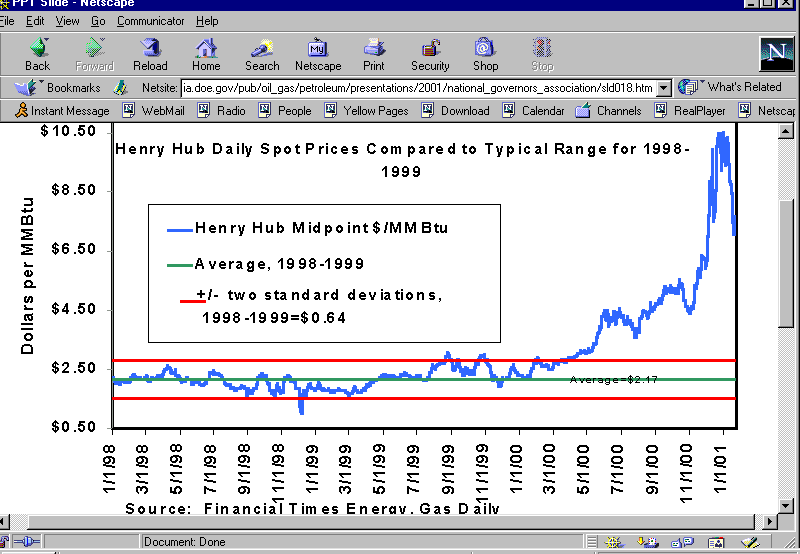 PPT Slide - Netscape
File Edit View Go Communicator Help
Back Forward Reload Home Search Netscape Print Security Shop Stop
My
N
Bookmarks Netsite: ia.doe.gov/pub/oil_gas/petroleum/presentations/2001/national_governors_association/sld018.htm What's Related
Instant Message WebMail Radio People Yellow Pages Download Calendar Channels RealPlayer Netscap
Henry Hub Daily Spot Prices Compared to Typical Range for 1998-
1999
Dollars per MMBtu
$10.50
$8.50
$6.50
$4.50
$2.50
$0.50
Henry Hub Midpoint $/MMBtu
Average, 1998-1999
+/- two standard deviations,
1998-1999=$0.64
Average=$2.17
1/1/98
3/1/98
5/1/98
7/1/98
9/1/98
11/1/98
1/1/99
3/1/99
5/1/99
7/1/99
9/1/99
11/1/99
1/1/00
3/1/00
5/1/00
7/1/00
9/1/00
11/1/00
1/1/01
Source: Financial Times Energy, Gas Daily
Document: Done